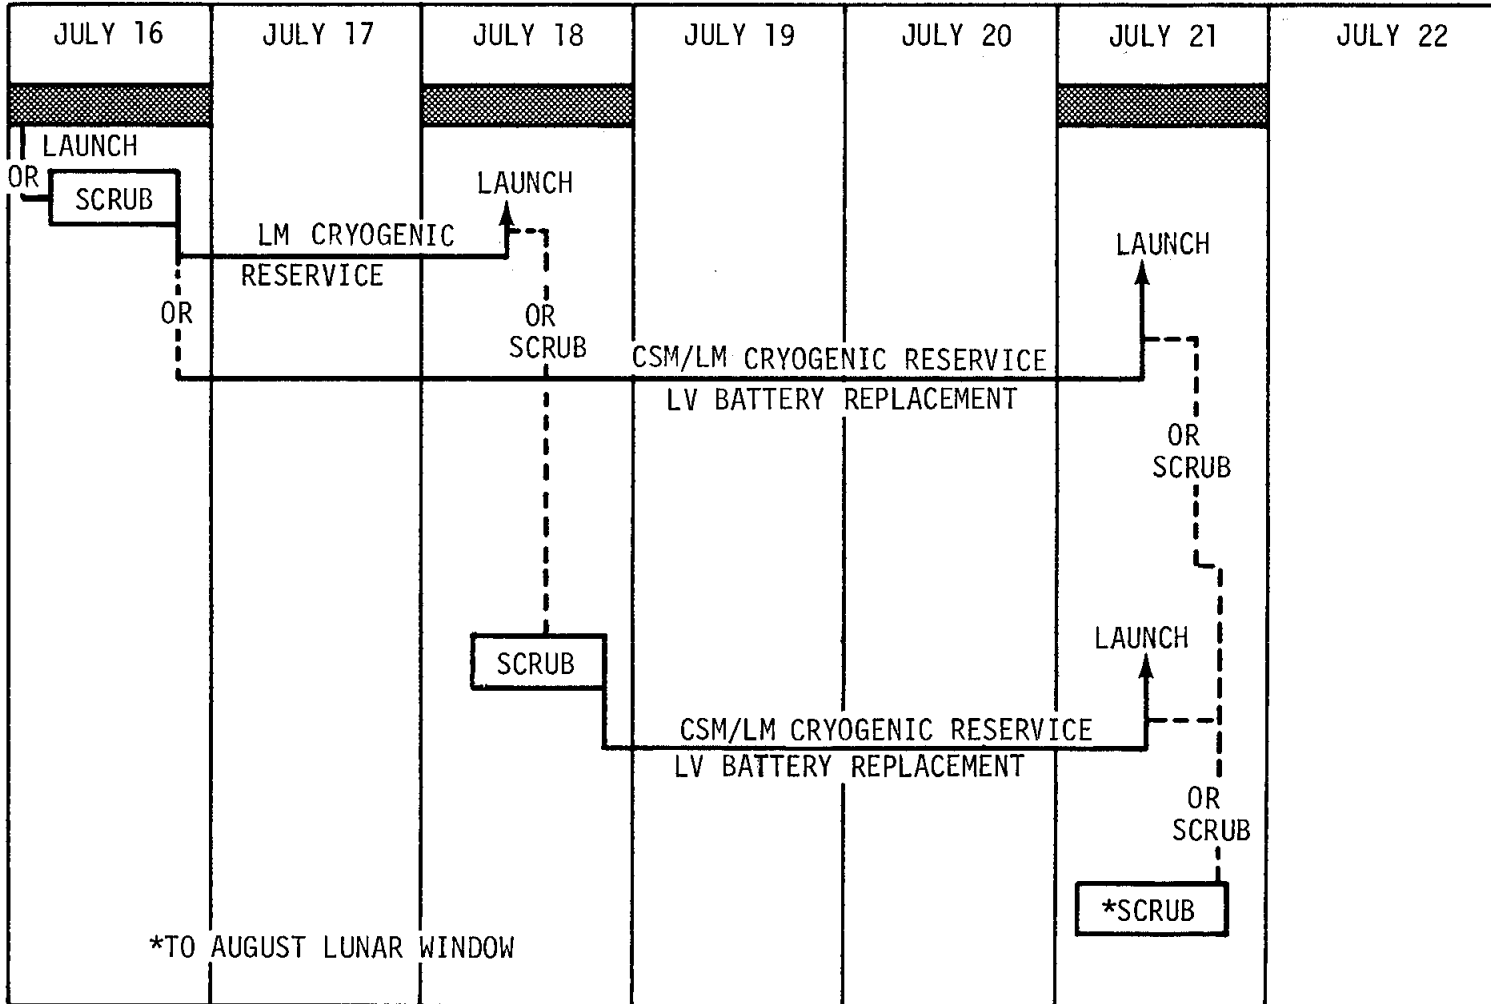 JULY 16 JULY 17 JULY 18 JULY 19 JULY 20 JULY 21 JULY 22
LAUNCH
OR
SCRUB
LM CRYOGENIC
RESERVICE
OR
LAUNCH
OR
SCRUB
CSM/LM CRYOGENIC RESERVICE
LV BATTERY REPLACEMENT
LAUNCH
OR
SCRUB
SCRUB
CSM/LM CRYOGENIC RESERVICE
LV BATTERY REPLACEMENT
LAUNCH
OR
SCRUB
*SCRUB
*TO AUGUST LUNAR WINDOW